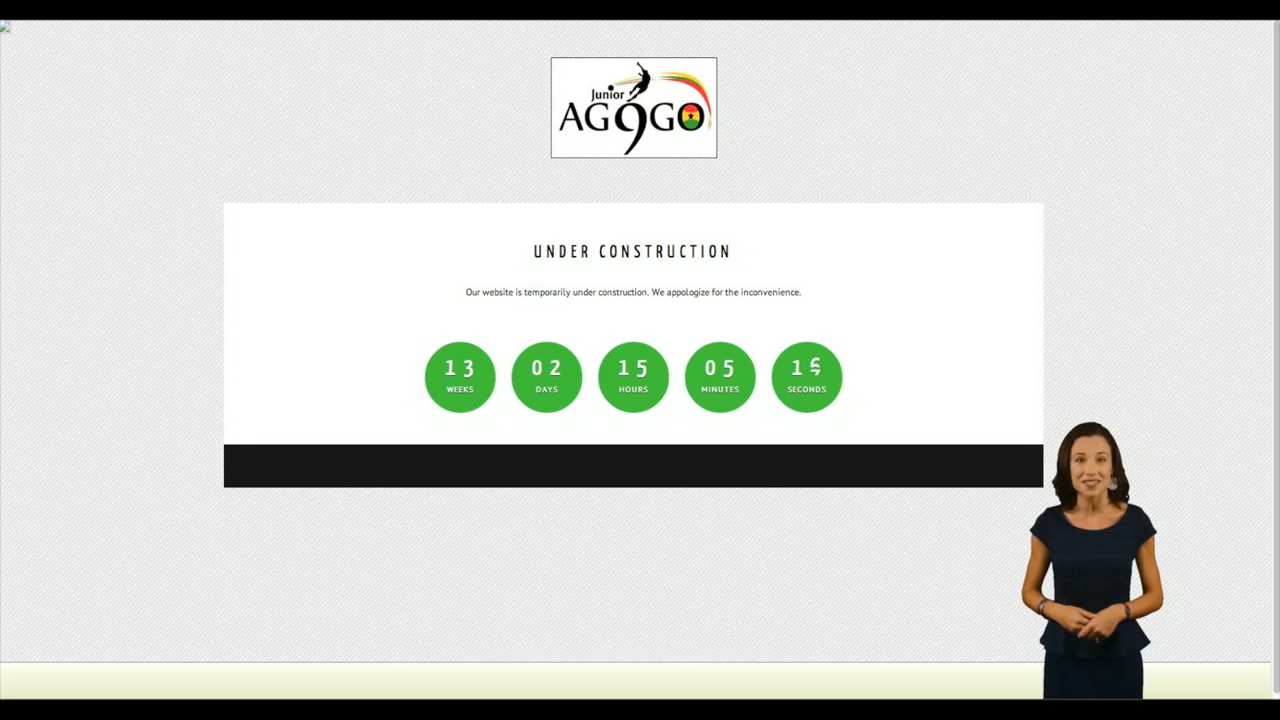 Junior
AG9GO
UNDER CONSTRUCTION
Our website is temporarily under construction. We appologize for the inconvenience.
13 02 15 05
WEEKS DAYS HOURS MINUTES SECONDS